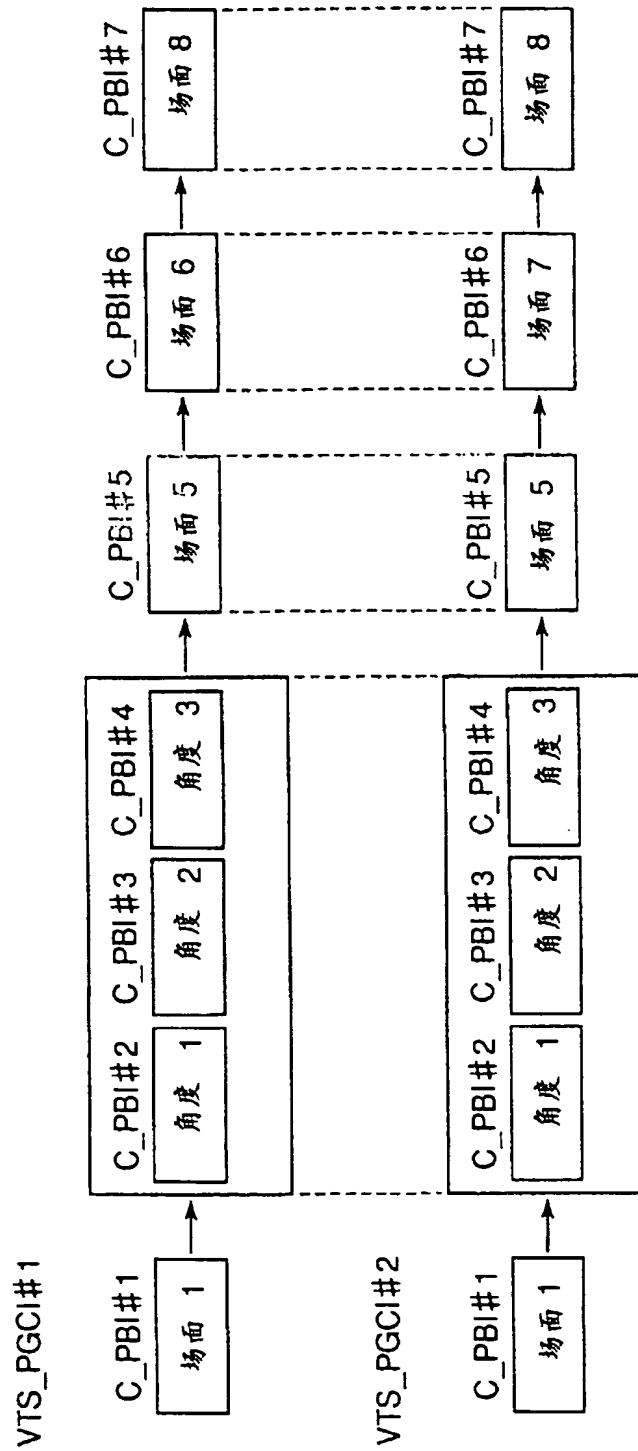 VTS_PGCI#1
C_PBI#1
C_PBI#2
C_PBI#3
C_PBI#4
C_PBI#5
C_PBI#6
C_PBI#7
场面 1
角度 1
角度 2
角度 3
场面 5
场面 6
场面 8
VTS_PGCI#2
C_PBI#1
C_PBI#2
C_PBI#3
C_PBI#4
C_PBI#5
C_PBI#6
C_PBI#7
场面 1
角度 1
角度 2
角度 3
场面 5
场面 7
场面 8